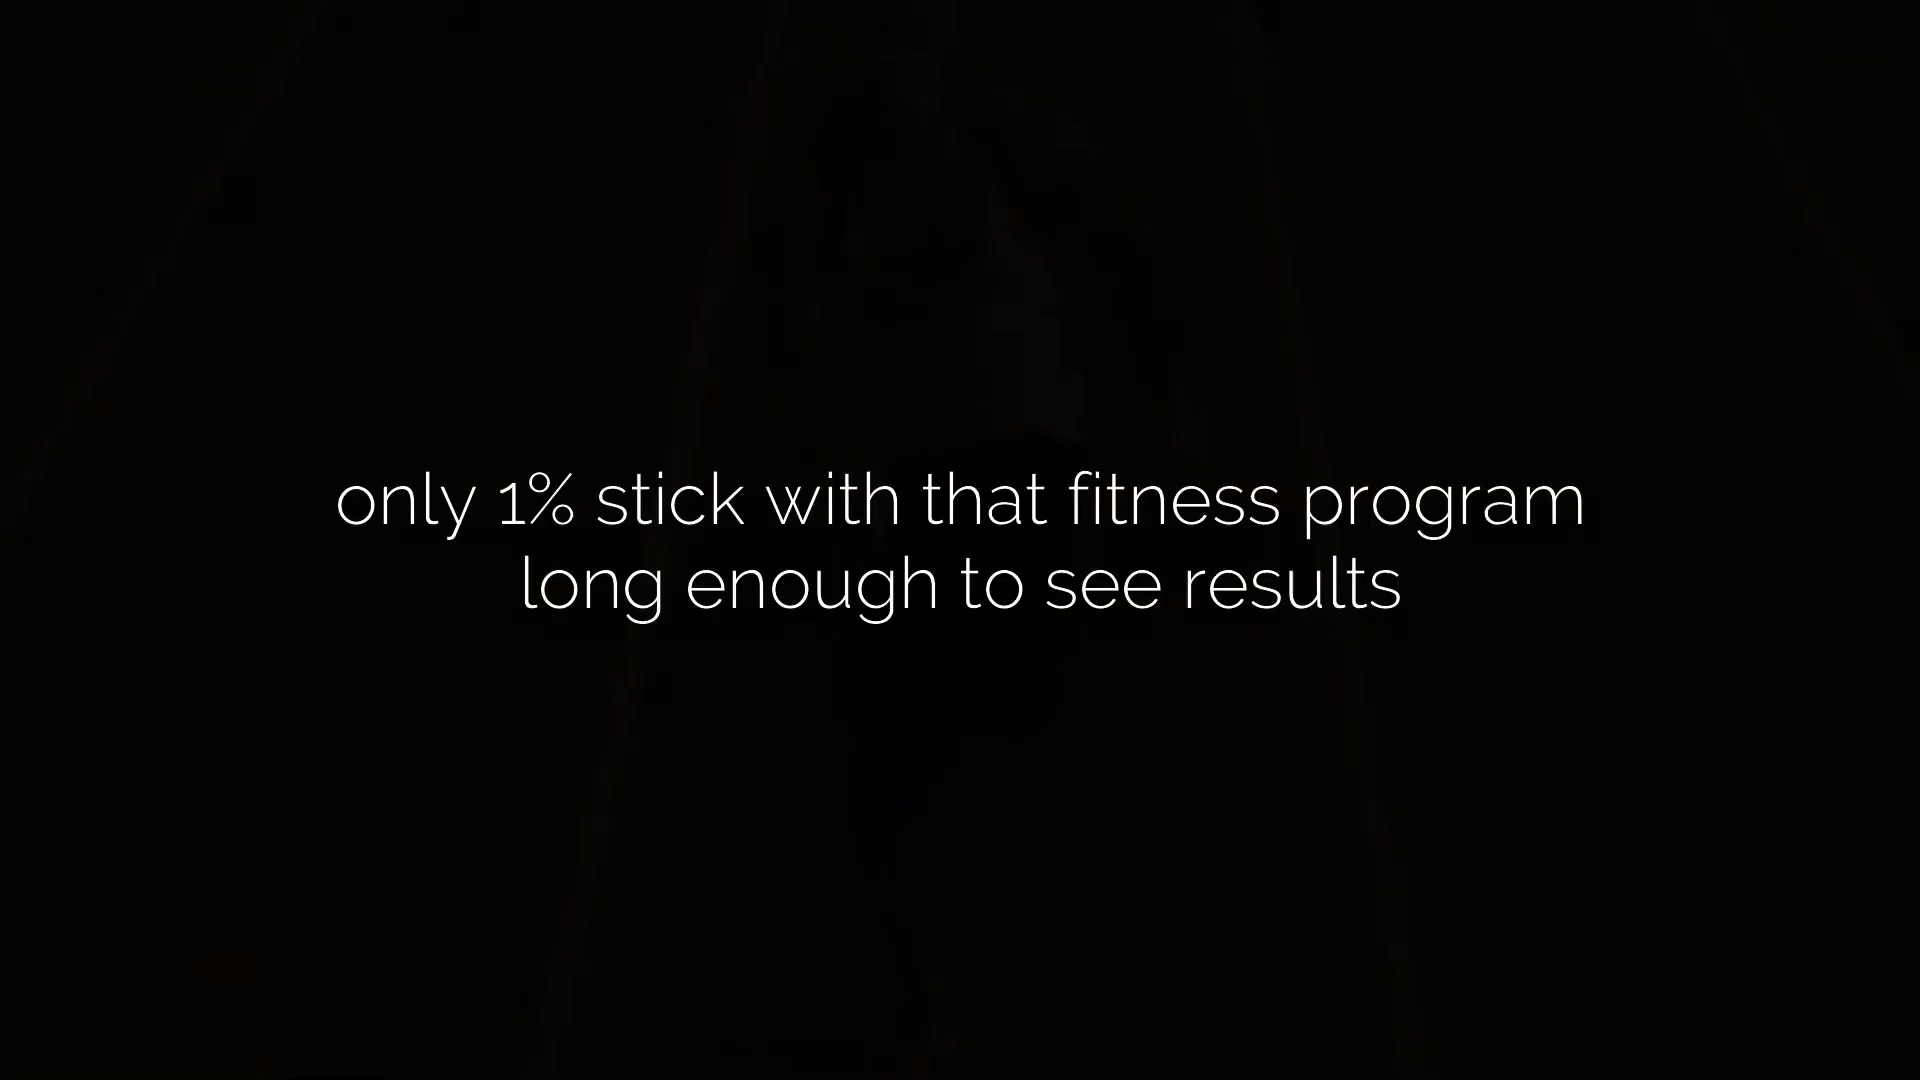 only 1% stick with that fitness program
long enough to see results